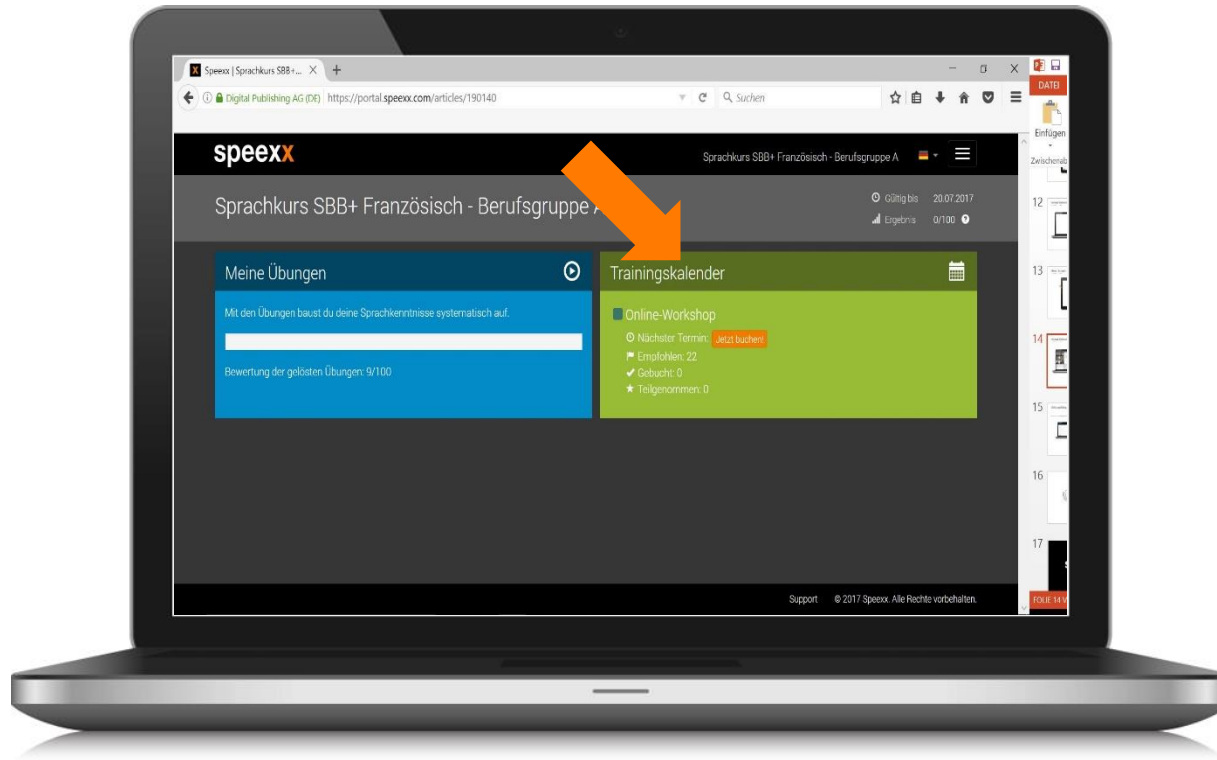 Speexx | Sprachkurs SBB+...
Digital Publishing AG (DE) https://portal.speexx.com/articles/190140 Suchen
speexx Sprachkurs SBB+ Französisch - Berufsgruppe A
Sprachkurs SBB+ Französisch - Berufsgruppe
Gültig bis 20.07.2017
Ergebnis 0/100
Meine Übungen
Mit den Übungen baust du deine Sprachkenntnisse systematisch auf.
Bewertung der gelösten Übungen: 9/100
Trainingskalender
Online-Workshop
Nächster Termin: Jetzt buchen!
Empfohlen: 22
Gebucht: 0
Teilgenommen: 0
Support © 2017 Speexx. Alle Rechte vorbehalten.
DATEI
Einfügen
Zwischenab
12
13
14
15
16
17
FOLIE 14 V